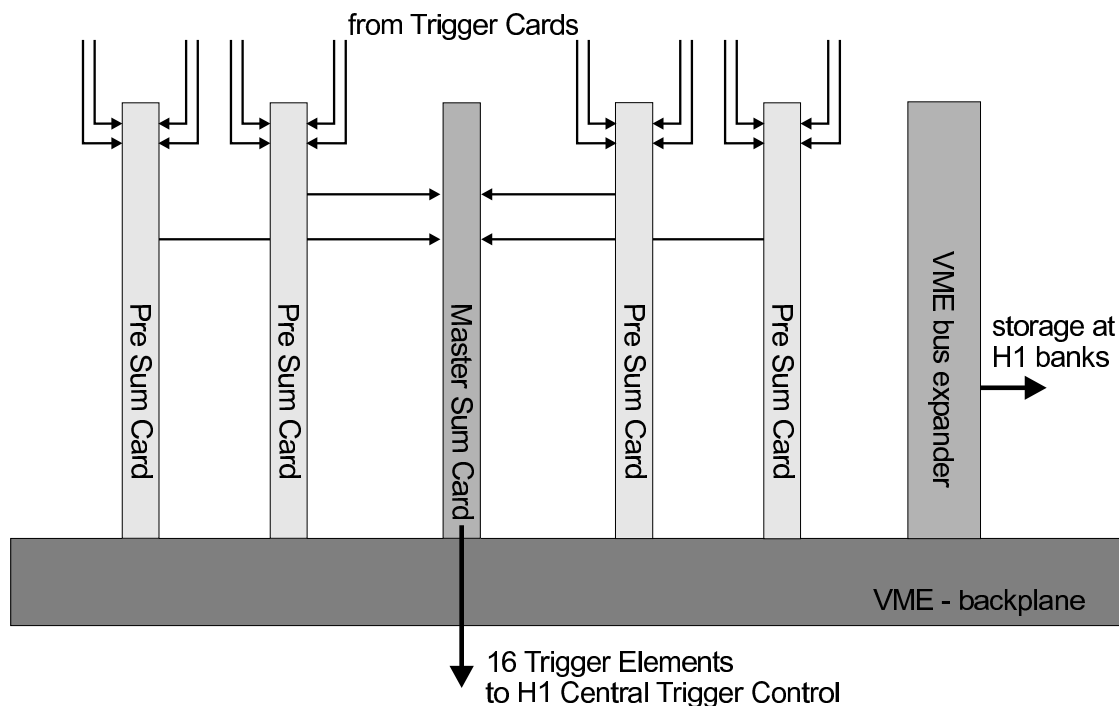 from Trigger Cards
Pre Sum Card
Pre Sum Card
Master Sum Card
Pre Sum Card
Pre Sum Card
VME bus expander
storage at
H1 banks
VME - backplane
16 Trigger Elements
to H1 Central Trigger Control